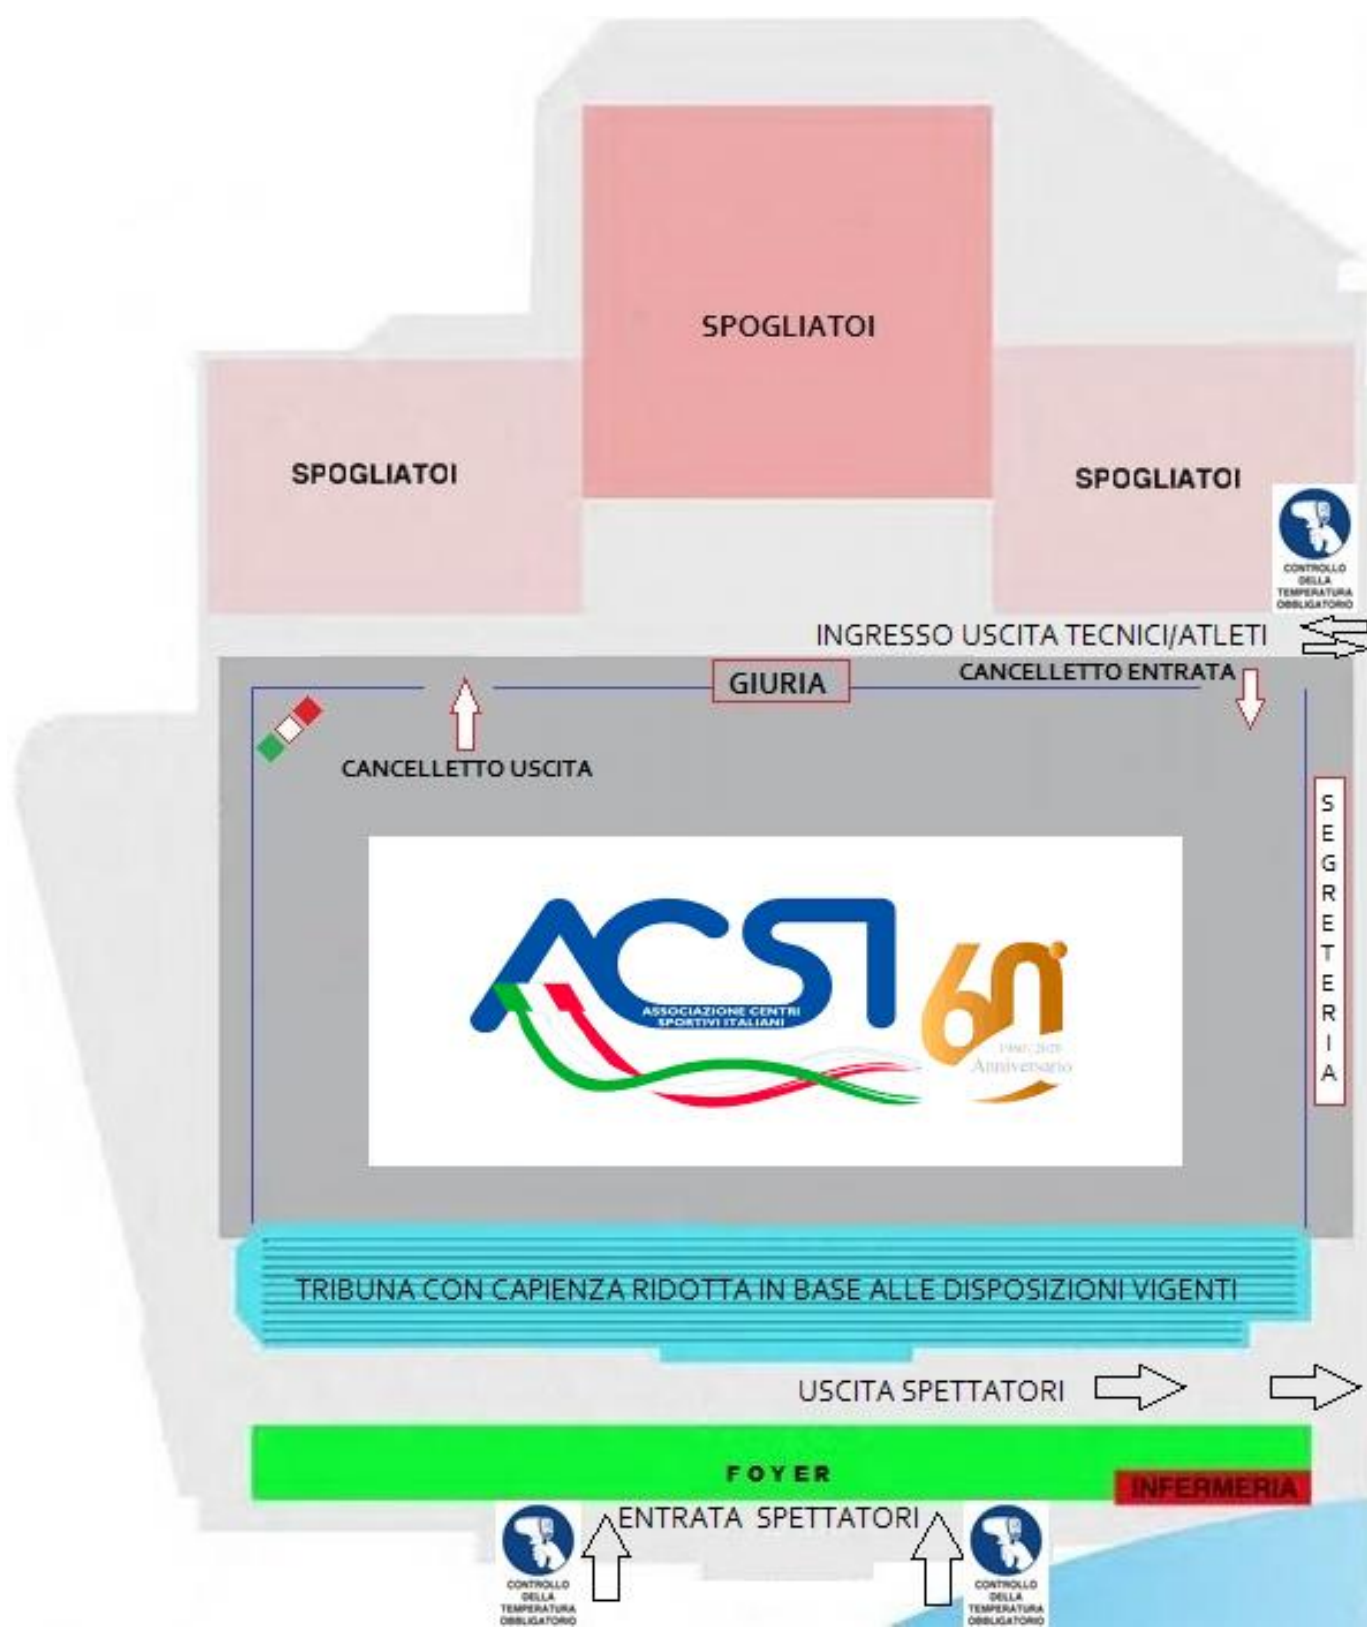 SPOGLIATOI
SPOGLIATOI
SPOGLIATOI
CONTROLLO
DELLA
TEMPERATURA
OBBLIGATORIO
INGRESSO USCITA TECNICI/ATLETI
GIURIA
CANCELLETTO ENTRATA
CANCELLETTO USCITA
SEGRETERIA
ACSI
ASSOCIAZIONE CENTRI
SPORTIVI ITALIANI
60
1960 2020
Anniversario
TRIBUNA CON CAPIENZA RIDOTTA IN BASE ALLE DISPOSIZIONI VIGENTI
USCITA SPETTATORI
FOYER
INFERMERIA
ENTRATA SPETTATORI
CONTROLLO
DELLA
TEMPERATURA
OBBLIGATORIO
CONTROLLO
DELLA
TEMPERATURA
OBBLIGATORIO